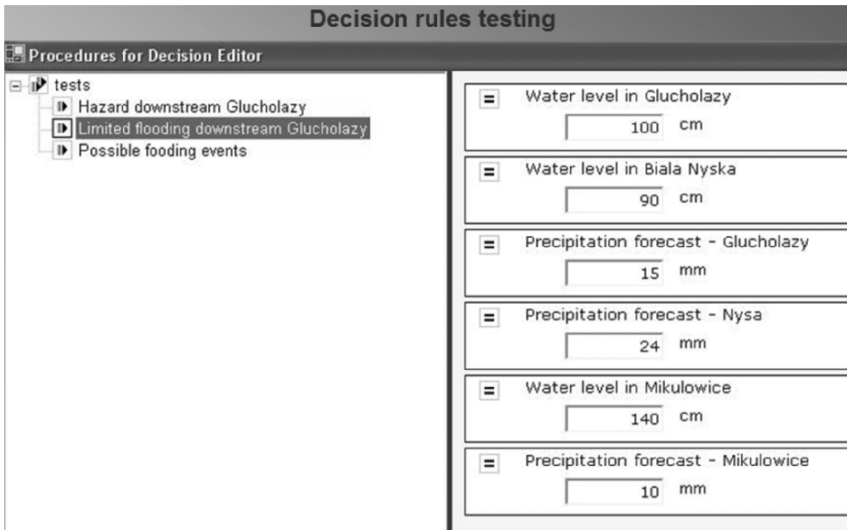 Decision rules testing
Procedures for Decision Editor
tests
Hazard downstream Glucholazy
Limited flooding downstream Glucholazy
Possible fooding events
= Water level in Glucholazy
100 cm
= Water level in Biala Nyska
90 cm
= Precipitation forecast - Glucholazy
15 mm
= Precipitation forecast - Nysa
24 mm
= Water level in Mikulowice
140 cm
= Precipitation forecast - Mikulowice
10 mm